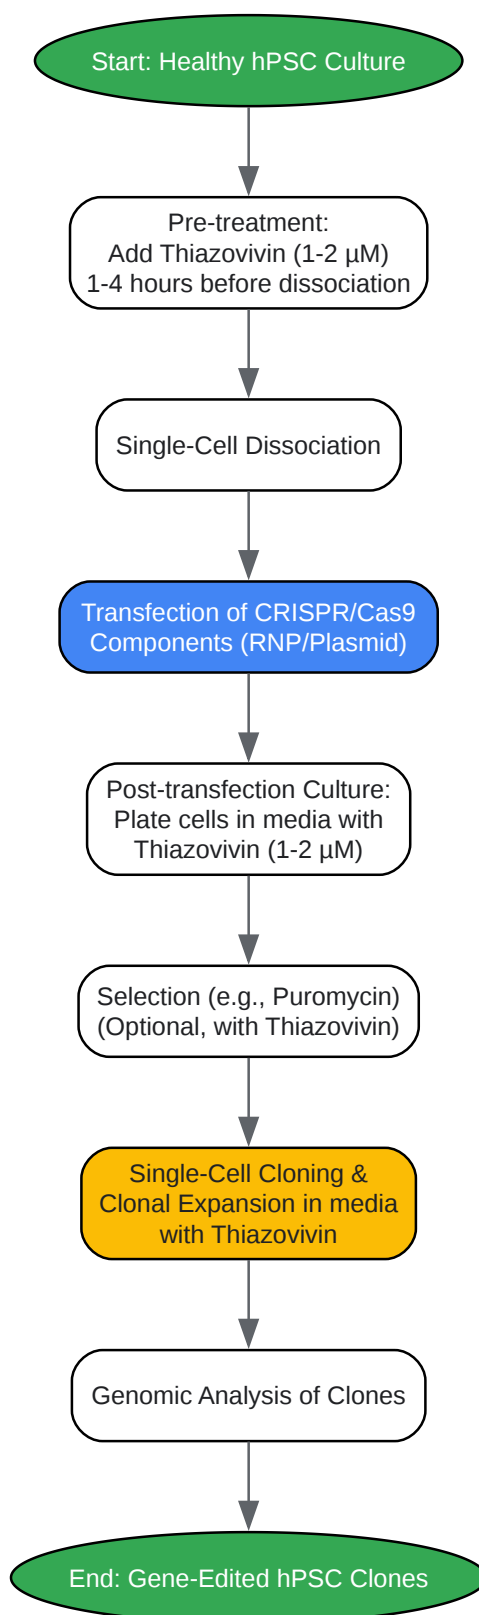 Start: Healthy hPSC Culture
Pre-treatment:
Add Thiazovivin (1-2 µM)
1-4 hours before dissociation
Single-Cell Dissociation
Transfection of CRISPR/Cas9
Components (RNP/Plasmid)
Post-transfection Culture:
Plate cells in media with
Thiazovivin (1-2 µM)
Selection (e.g., Puromycin)
(Optional, with Thiazovivin)
Single-Cell Cloning &
Clonal Expansion in media
with Thiazovivin
Genomic Analysis of Clones
End: Gene-Edited hPSC Clones